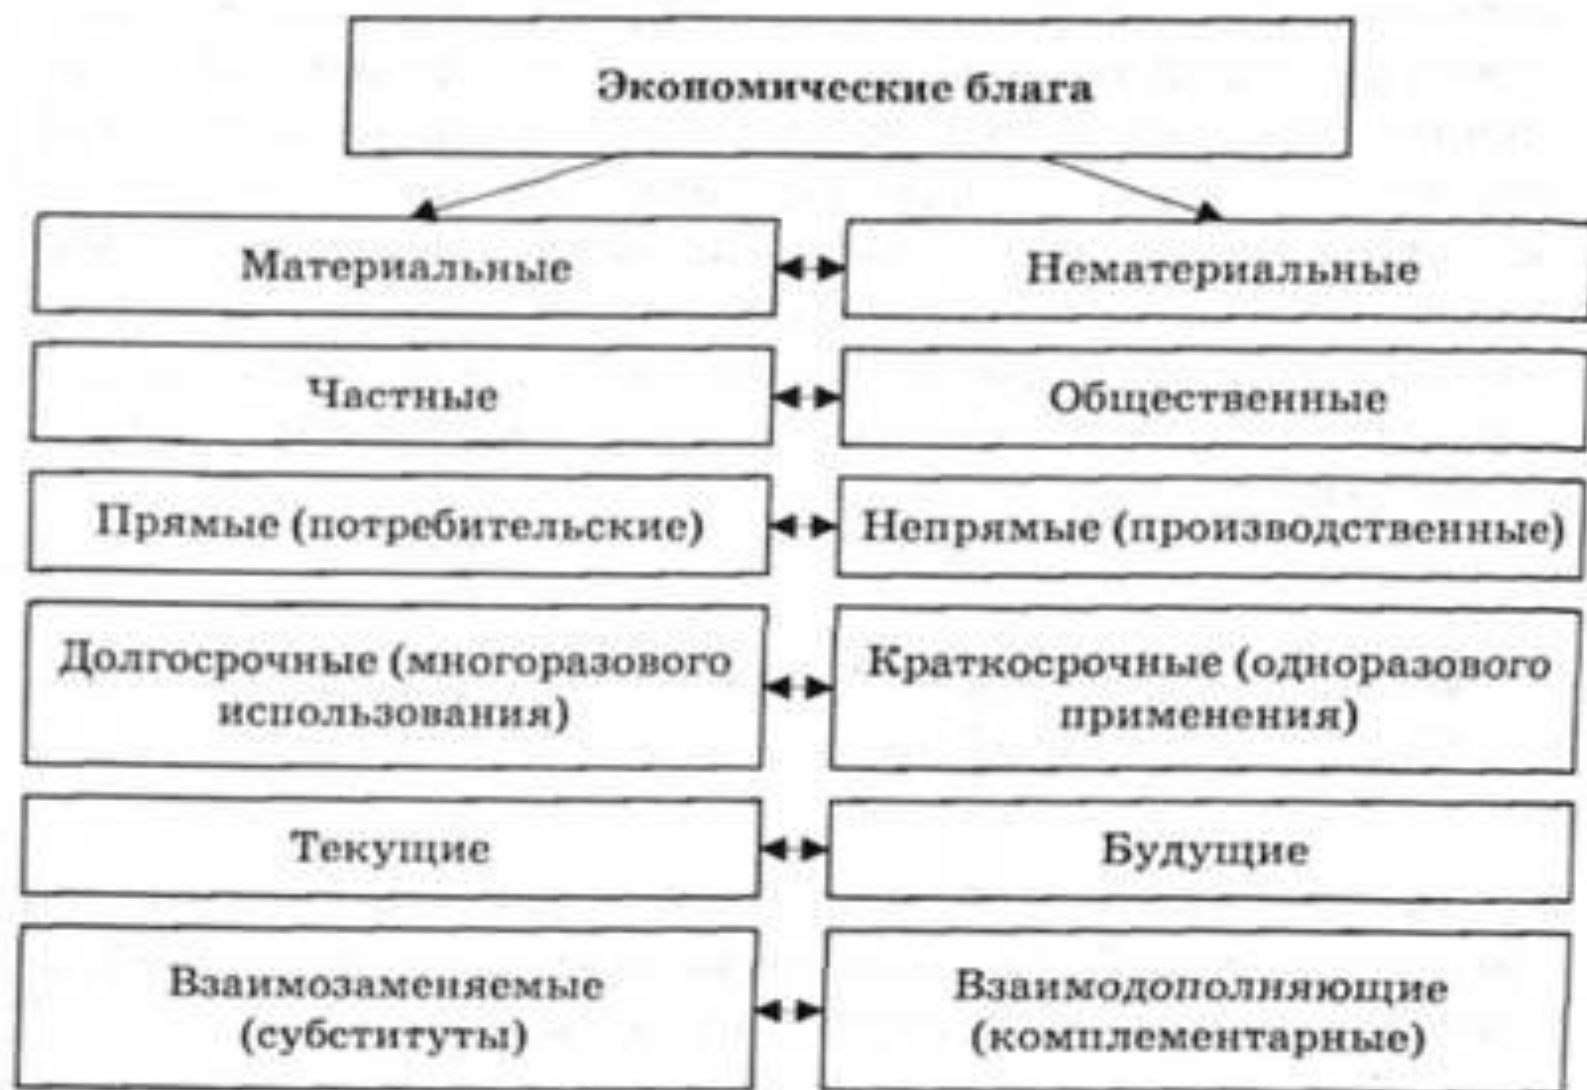 Экономические блага
Материальные
Нематериальные
Частные
Общественные
Прямые (потребительские)
Непрямые (производственные)
Долгосрочные (многоразового
использования)
Краткосрочные (одноразового
применения)
Текущие
Будущие
Взаимозаменяемые
(субституты)
Взаимодополняющие
(комплементарные)